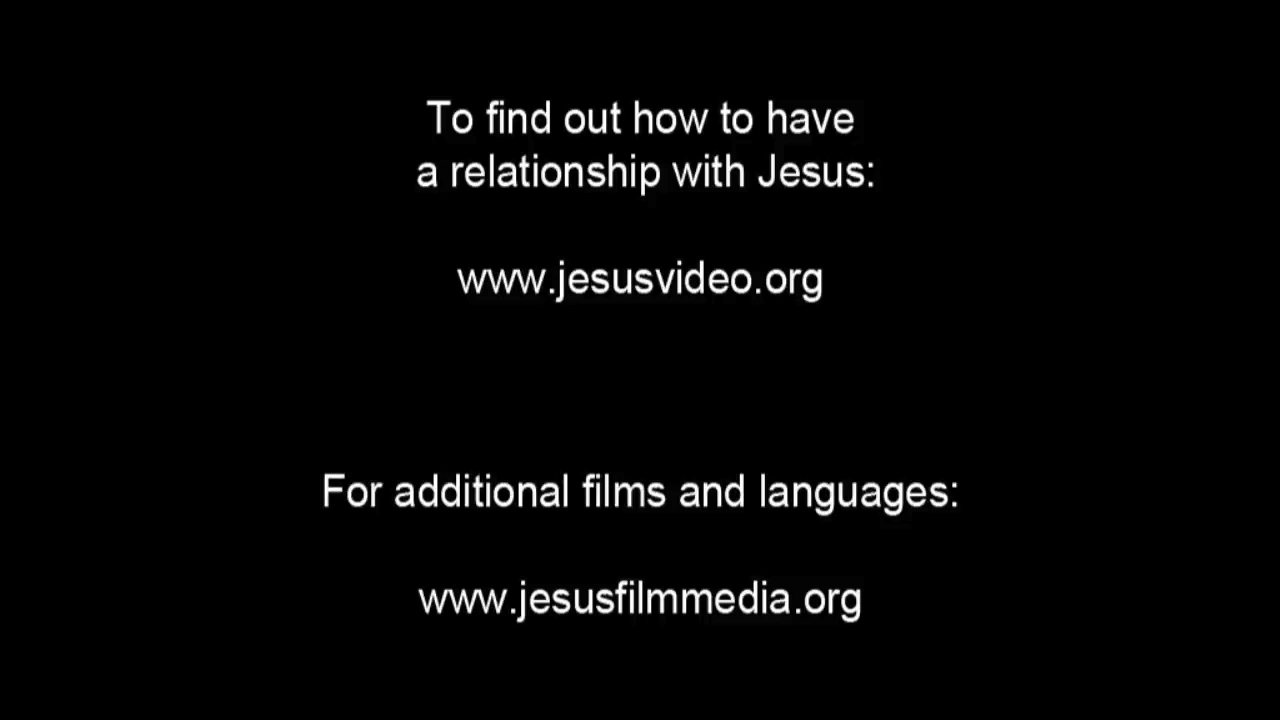 To find out how to have
a relationship with Jesus:
www.jesusvideo.org
For additional films and languages:
www.jesusfilmmedia.org